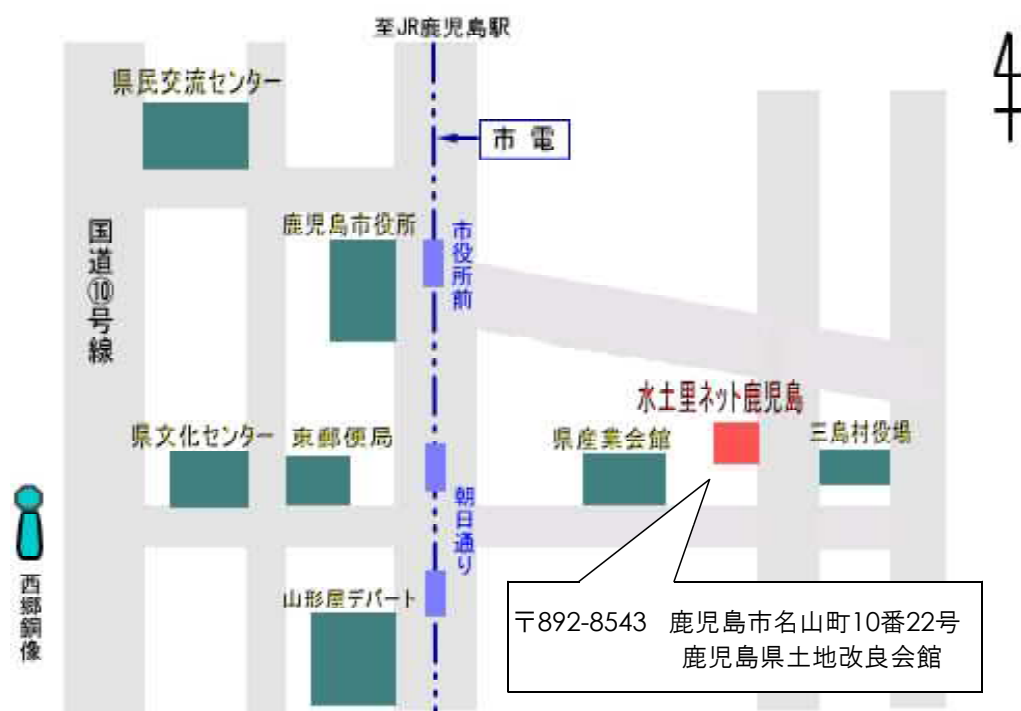 至JR鹿児島駅
県民交流センター
市電
国道⑩号線
鹿児島市役所
市役所前
水土里ネット鹿児島
県文化センター
東郵便局
県産業会館
三島村役場
朝日通り
西郷銅像
山形屋デパート
〒892-8543 鹿児島市名山町10番22号
鹿児島県土地改良会館